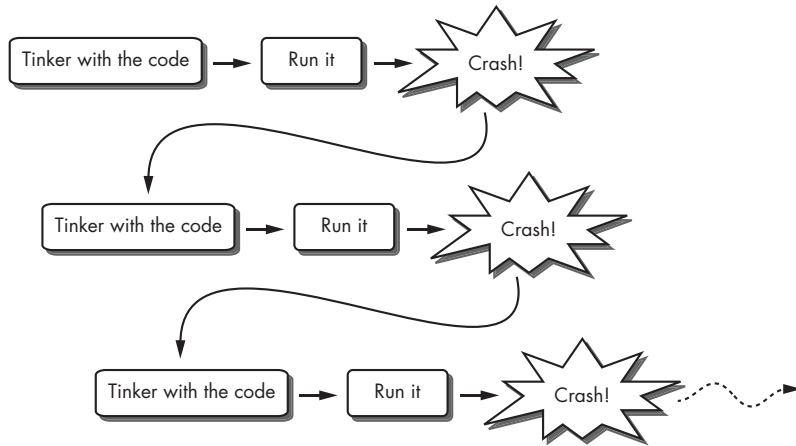 Tinker with the code
Run it
Crash!
Tinker with the code
Run it
Crash!
Tinker with the code
Run it
Crash!